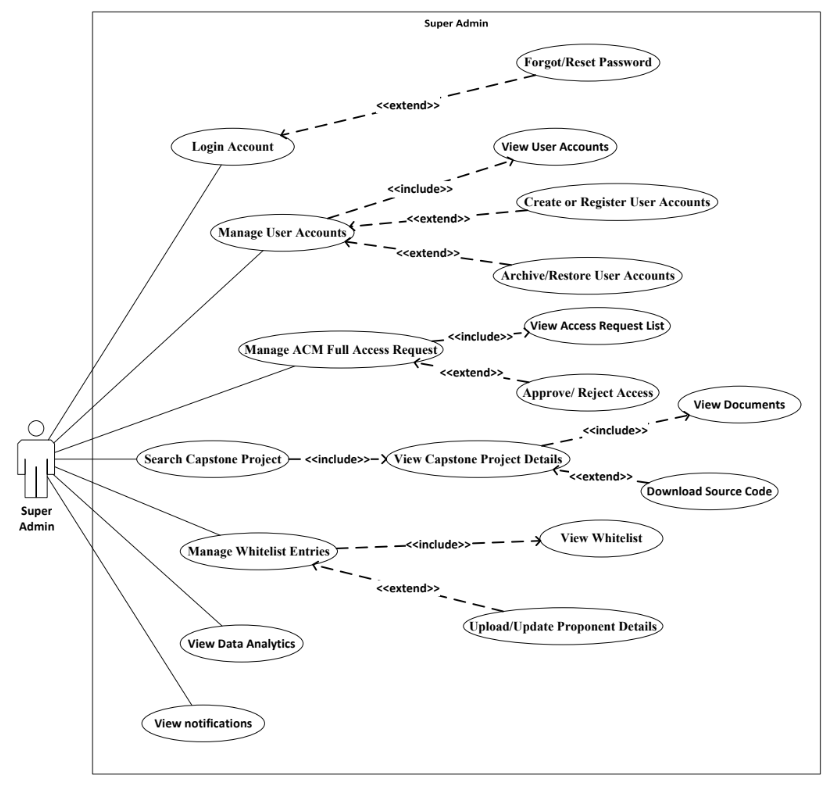 Super Admin
Forgot/Reset Password
<<extend>>
Login Account
View User Accounts
<<include>>
Create or Register User Accounts
<<extend>>
Manage User Accounts
<<extend>>
Archive/Restore User Accounts
View Access Request List
<<include>>
Manage ACM Full Access Request
<<extend>>
Approve/ Reject Access
View Documents
<<include>>
Search Capstone Project
<<include>>
View Capstone Project Details
<<extend>>
Download Source Code
Super
Admin
View Whitelist
<<include>>
Manage Whitelist Entries
<<extend>>
Upload/Update Proponent Details
View Data Analytics
View notifications